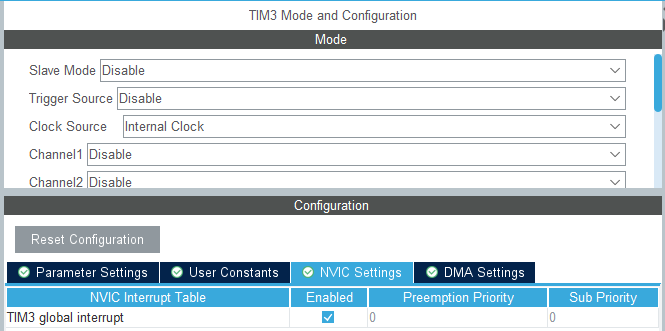 TIM3 Mode and Configuration
Mode
Slave Mode Disable
Trigger Source Disable
Clock Source Internal Clock
Channel1 Disable
Channel2 Disable
Configuration
Reset Configuration
Parameter Settings User Constants NVIC Settings DMA Settings
NVIC Interrupt Table Enabled Preemption Priority Sub Priority
TIM3 global interrupt 0 0